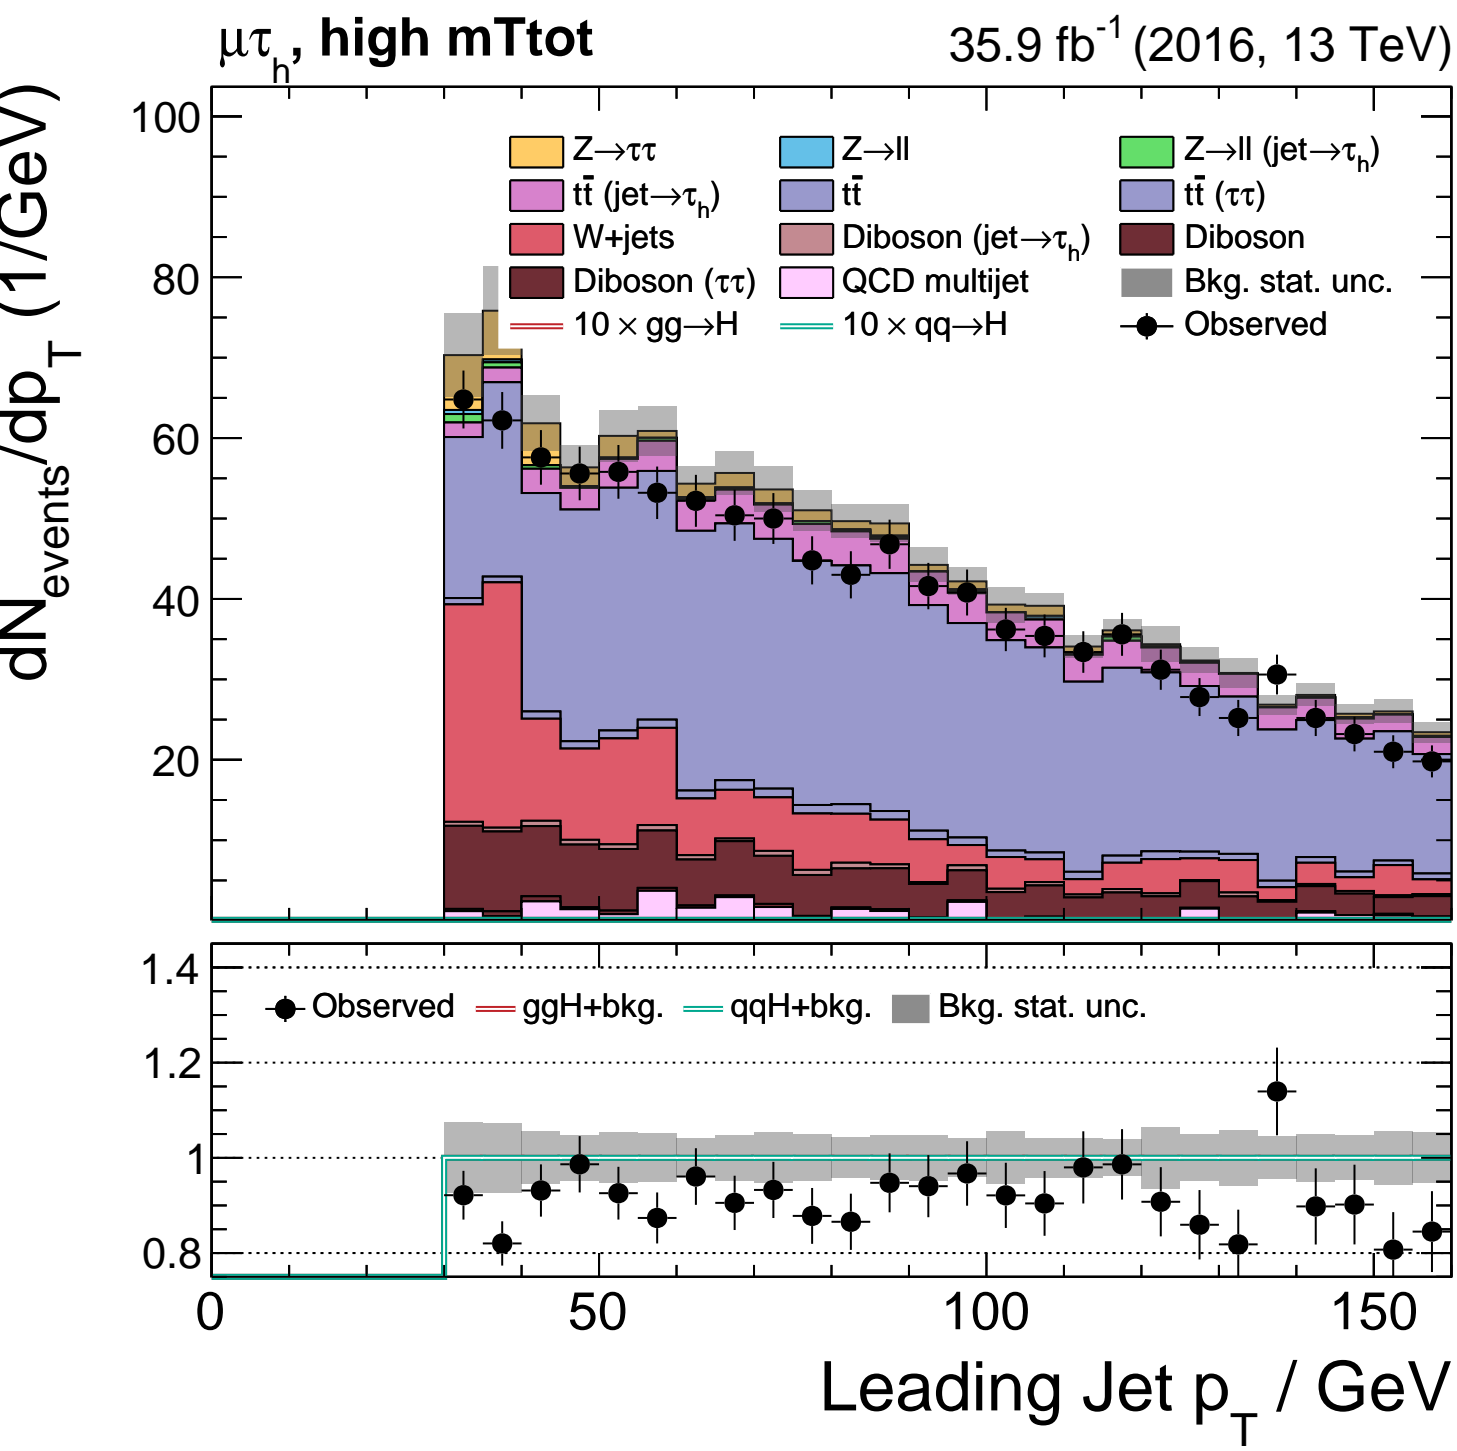 μτh, high mTtot
35.9 fb-1 (2016, 13 TeV)
dNevents/dpT (1/GeV)
100
80
60
40
20
Z→ττ Z→ll Z→ll (jet→τh)
tt̄ (jet→τh) tt̄ tt̄ (ττ)
W+jets Diboson (jet→τh) Diboson
Diboson (ττ) QCD multijet Bkg. stat. unc.
10 × gg→H 10 × qq→H Observed
1.4
1.2
1
0.8
Observed ggH+bkg. qqH+bkg. Bkg. stat. unc.
0 50 100 150
Leading Jet pT / GeV